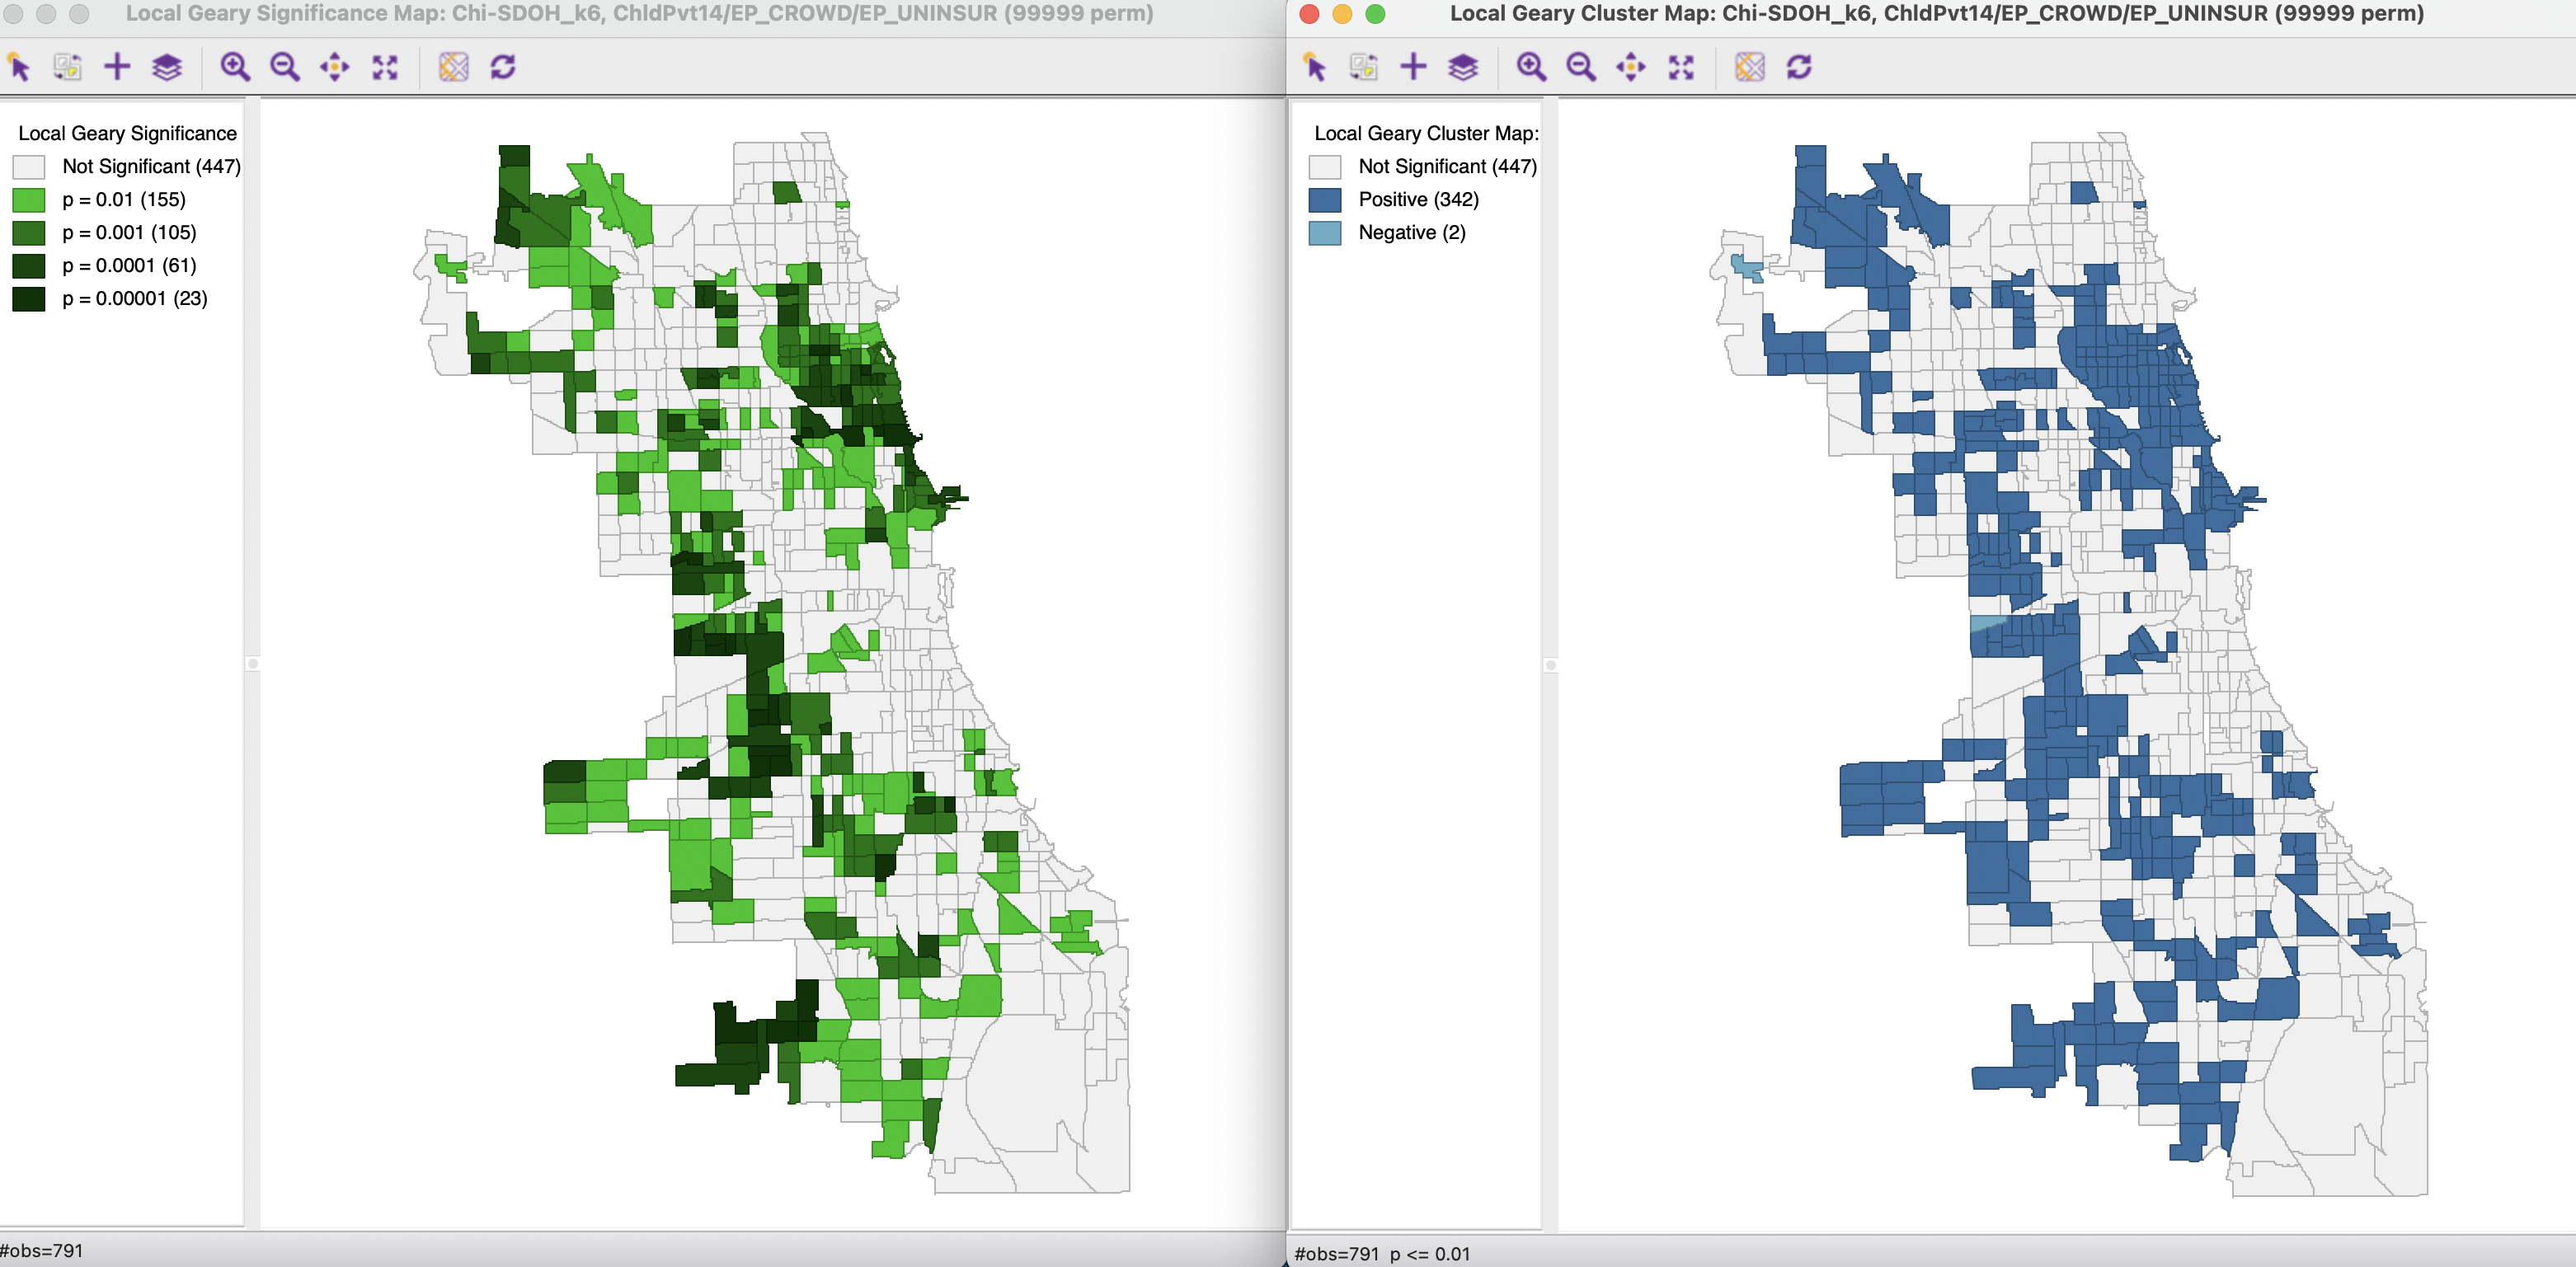 Local Geary Significance Map: Chi-SDOH_k6, ChldPvt14/EP_CROWD/EP_UNINSUR (99999 perm)
Local Geary Significance
Not Significant (447)
p = 0.01 (155)
p = 0.001 (105)
p = 0.0001 (61)
p = 0.00001 (23)
#obs=791
Local Geary Cluster Map: Chi-SDOH_k6, ChldPvt14/EP_CROWD/EP_UNINSUR (99999 perm)
Local Geary Cluster Map:
Not Significant (447)
Positive (342)
Negative (2)
#obs=791 p <= 0.01